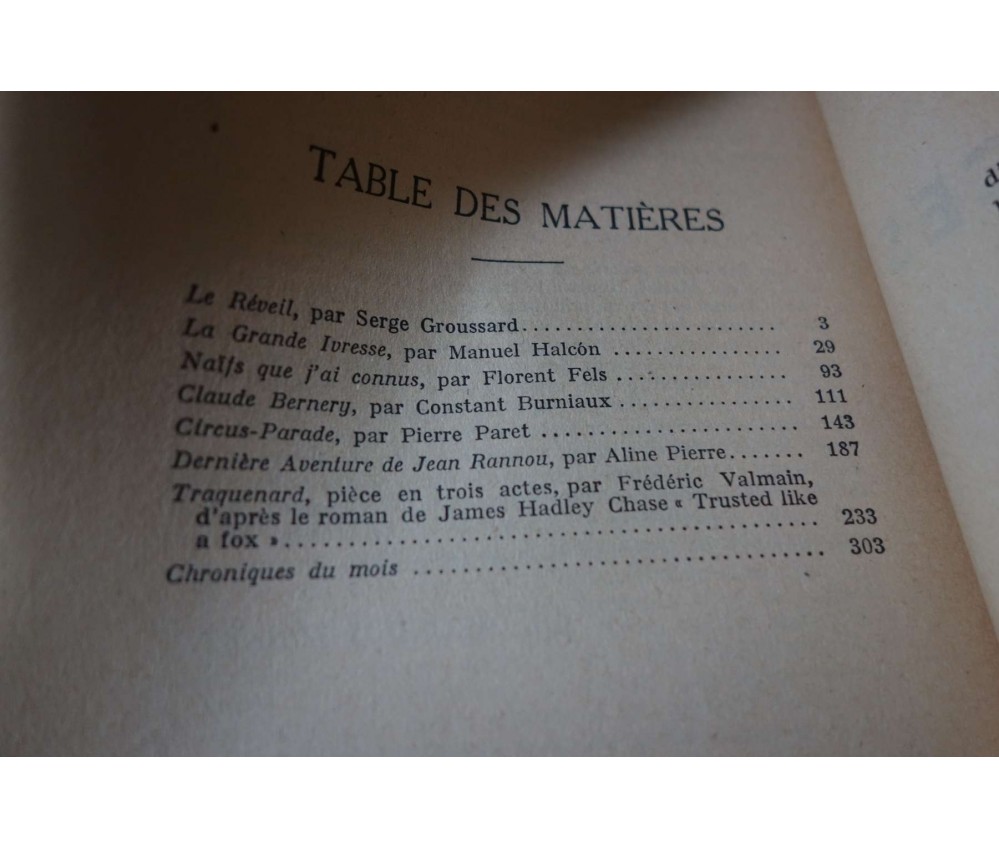 TABLE DES MATIÈRES
Le Réveil, par Serge Groussard........................ 3
La Grande Ivresse, par Manuel Halcón ................ 29
Naïfs que j'ai connus, par Florent Fels ................ 93
Claude Bernery, par Constant Burniaux ................ 111
Circus-Parade, par Pierre Paret ........................ 143
Dernière Aventure de Jean Rannou, par Aline Pierre....... 187
Traquenard, pièce en trois actes, par Frédéric Valmain,
d'après le roman de James Hadley Chase « Trusted like
a fox ».................................................. 233
Chroniques du mois ...................................... 303